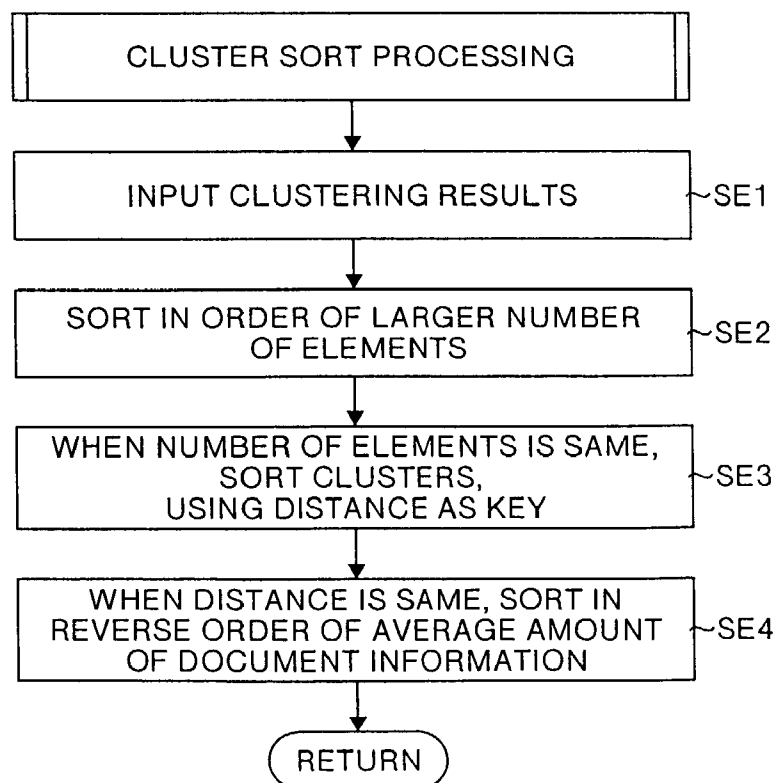 CLUSTER SORT PROCESSING
INPUT CLUSTERING RESULTS
SE1
SORT IN ORDER OF LARGER NUMBER
OF ELEMENTS
SE2
WHEN NUMBER OF ELEMENTS IS SAME,
SORT CLUSTERS,
USING DISTANCE AS KEY
SE3
WHEN DISTANCE IS SAME, SORT IN
REVERSE ORDER OF AVERAGE AMOUNT
OF DOCUMENT INFORMATION
SE4
RETURN